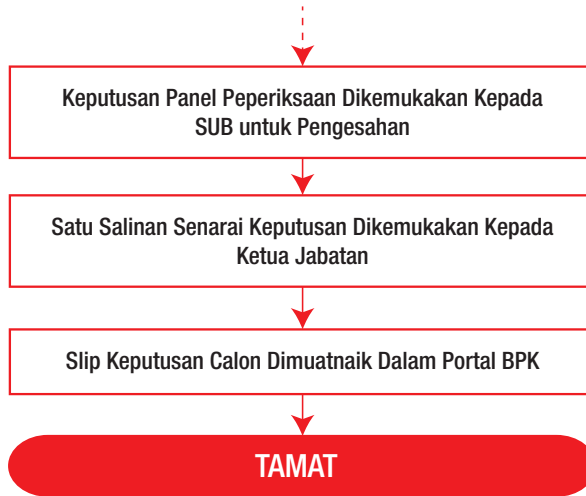 Keputusan Panel Peperiksaan Dikemukakan Kepada
SUB untuk Pengesahan
Satu Salinan Senarai Keputusan Dikemukakan Kepada
Ketua Jabatan
Slip Keputusan Calon Dimuatnaik Dalam Portal BPK
TAMAT